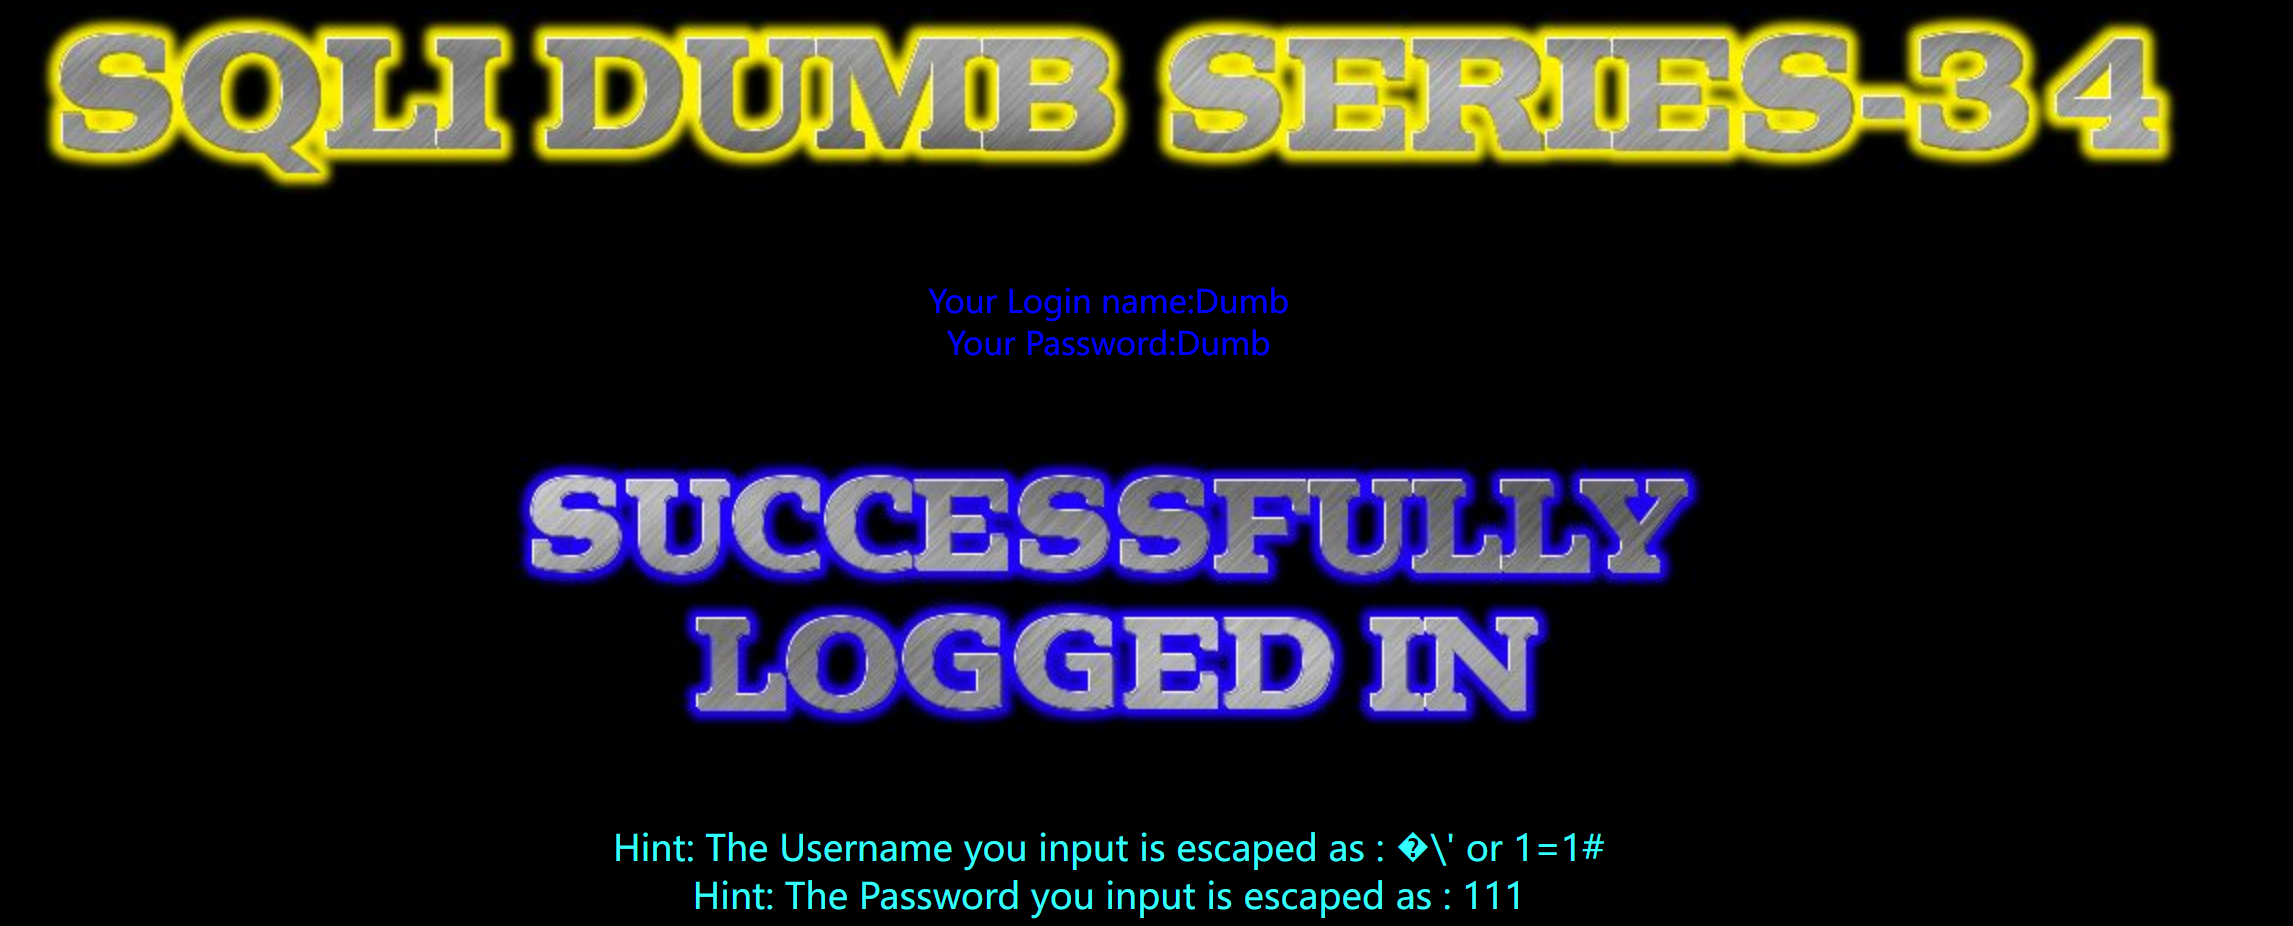 SQLI DUMB SERIES-34
Your Login name:Dumb
Your Password:Dumb
SUCCESSFULLY
LOGGED IN
Hint: The Username you input is escaped as : �\' or 1=1#
Hint: The Password you input is escaped as : 111